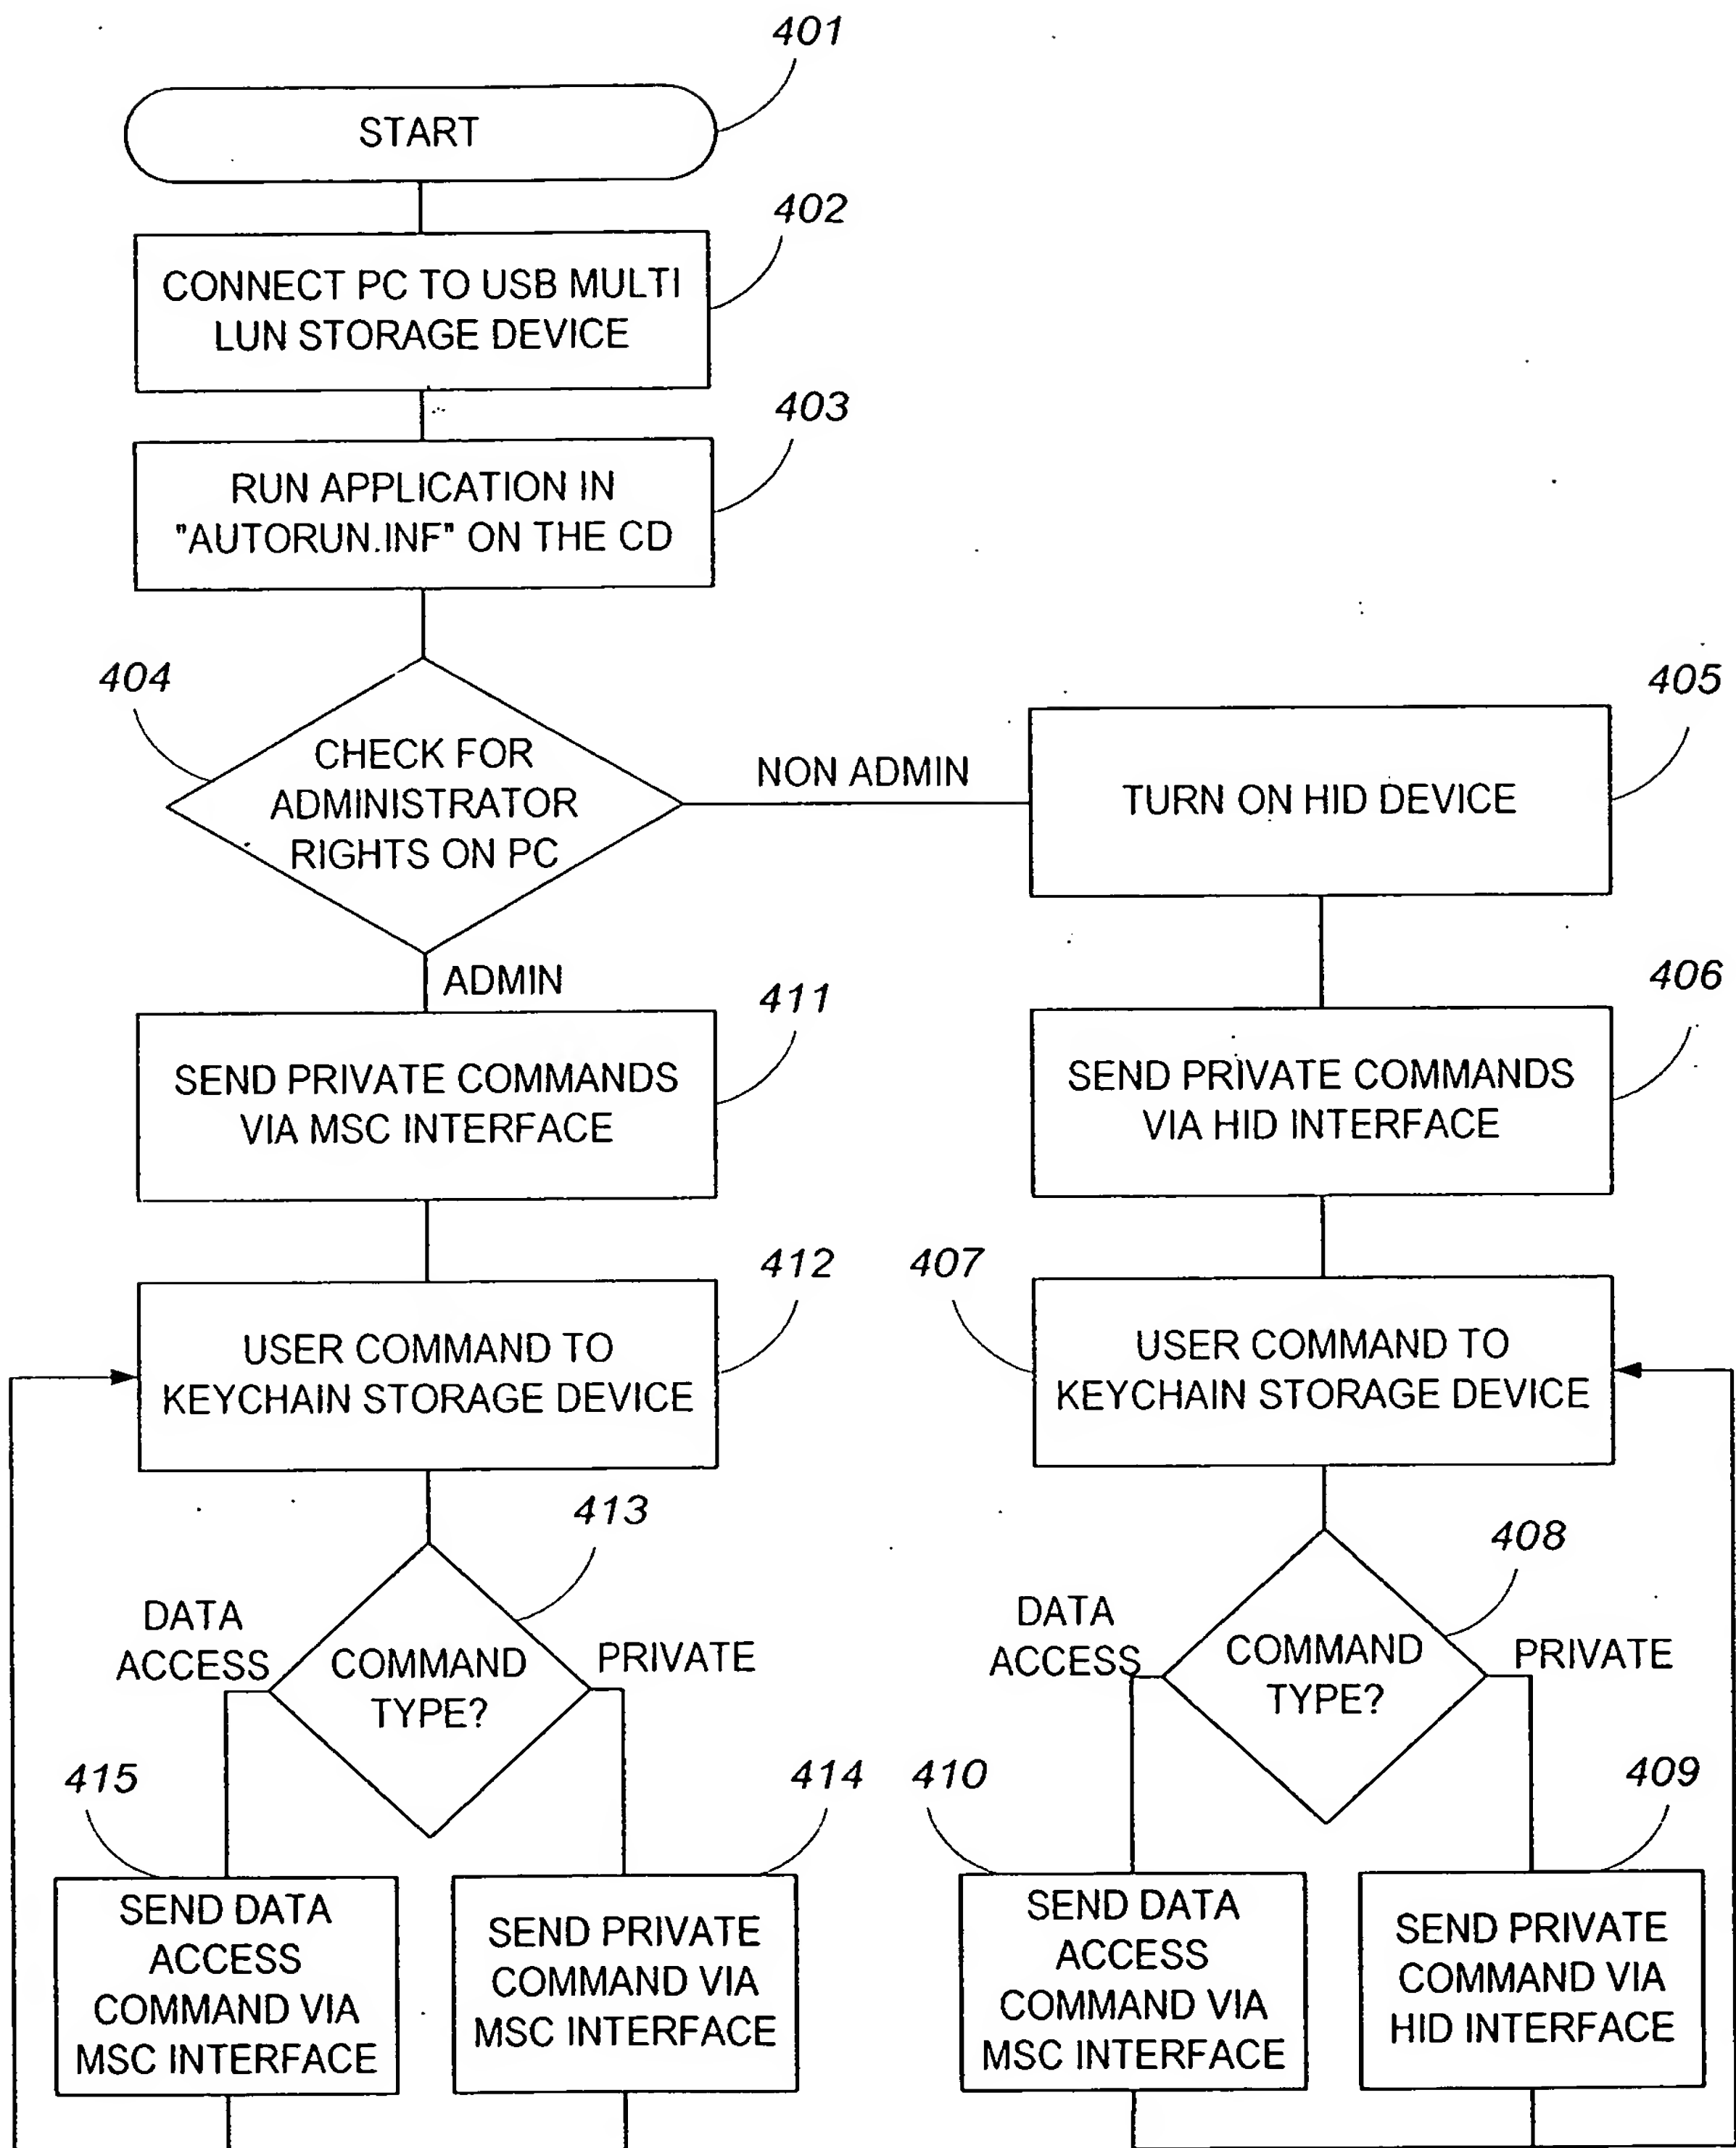 401
START
402
CONNECT PC TO USB MULTI
LUN STORAGE DEVICE
403
RUN APPLICATION IN
"AUTORUN.INF" ON THE CD
404
CHECK FOR
ADMINISTRATOR
RIGHTS ON PC
NON ADMIN
405
TURN ON HID DEVICE
ADMIN
411
SEND PRIVATE COMMANDS
VIA MSC INTERFACE
406
SEND PRIVATE COMMANDS
VIA HID INTERFACE
412
USER COMMAND TO
KEYCHAIN STORAGE DEVICE
407
USER COMMAND TO
KEYCHAIN STORAGE DEVICE
413
DATA
ACCESS
COMMAND
TYPE?
PRIVATE
408
DATA
ACCESS
COMMAND
TYPE?
PRIVATE
415
SEND DATA
ACCESS
COMMAND VIA
MSC INTERFACE
414
SEND PRIVATE
COMMAND VIA
MSC INTERFACE
410
SEND DATA
ACCESS
COMMAND VIA
MSC INTERFACE
409
SEND PRIVATE
COMMAND VIA
HID INTERFACE